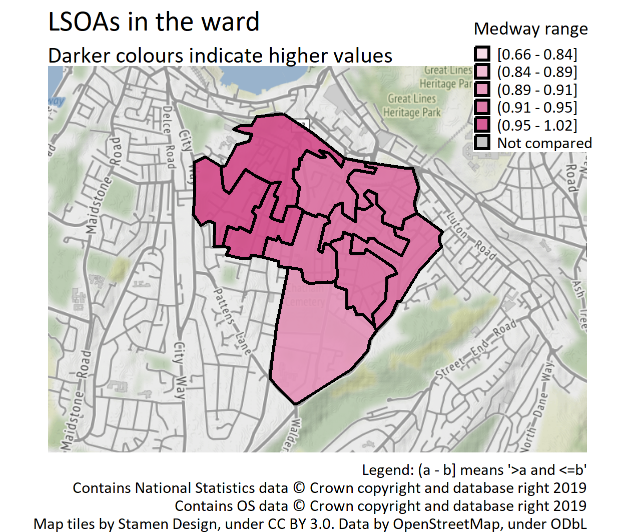 LSOAs in the ward
Darker colours indicate higher values
Medway range
[0.66 - 0.84]
(0.84 - 0.89]
(0.89 - 0.91]
(0.91 - 0.95]
(0.95 - 1.02]
Not compared
Great Lines
Heritage Park
Great Lines
Heritage Park
Delce Road
City W
Maidstone Road
Road
Luton Road
Ash Tree
Pattens Lane
City Way
Street End Road
Maidstone Road
North Dane Way
Walder
way
Legend: (a - b] means '>a and <=b'
Contains National Statistics data © Crown copyright and database right 2019
Contains OS data © Crown copyright and database right 2019
Map tiles by Stamen Design, under CC BY 3.0. Data by OpenStreetMap, under ODbL